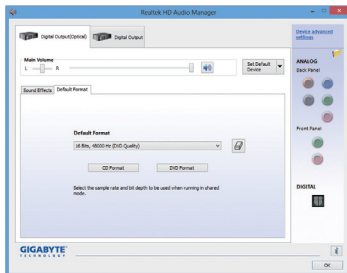 Realtek HD Audio Manager
Digital Output(Optical)
Digital Output
Device advanced
settings
Main Volume
L
R
Set Default
Device
ANALOG
Back Panel
Sound Effects
Default Format
Default Format
16 Bits, 48000 Hz (DVD Quality)
CD Format
DVD Format
Select the sample rate and bit depth to be used when running in shared
mode.
Front Panel
DIGITAL
GIGABYTE
TECHNOLOGY
OK